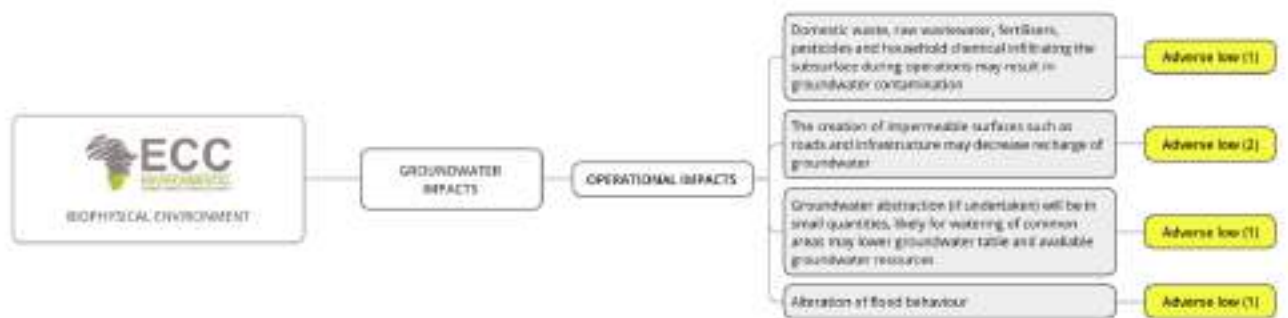 Domestic waste, raw wastewater, fertilisers,
pesticides and household chemical infiltrating the
subsurface during operations may result in
groundwater contamination
Adverse low (1)
ECC
ENVIRONMENTAL
BIOPHYSICAL ENVIRONMENT
GROUNDWATER
IMPACTS
OPERATIONAL IMPACTS
The creation of impermeable surfaces such as
roads and infrastructure may decrease recharge of
groundwater
Adverse low (2)
Groundwater abstraction (if undertaken) will be in
small quantities, likely for watering of common
areas may lower groundwater table and available
groundwater resources
Adverse low (1)
Alteration of flood behaviour
Adverse low (1)